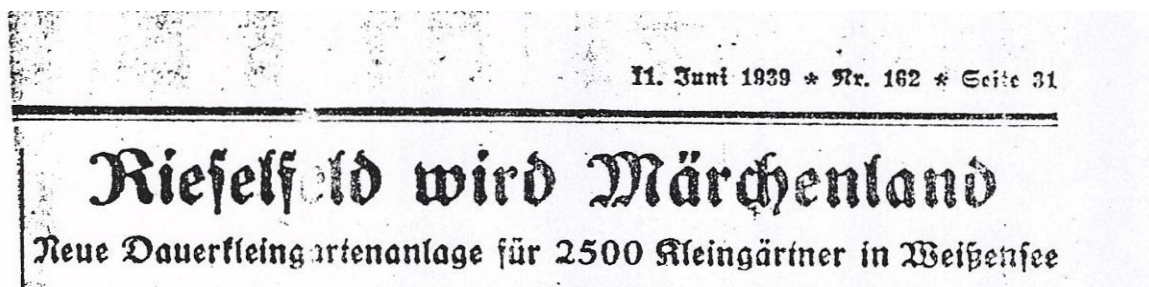 11. Juni 1939 * Nr. 162 * Seite 31
Rieselfeld wird Märchenland
Neue Dauerkleingartenanlage für 2500 Kleingärtner in Weißensee